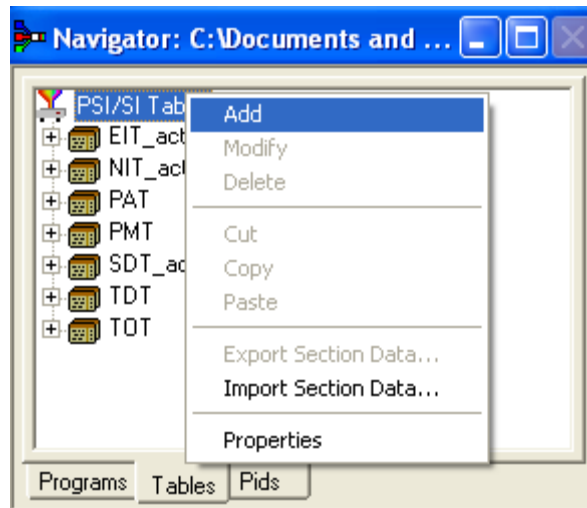 Navigator: C:\Documents and ...
PSI/SI Tab
EIT_act
NIT_act
PAT
PMT
SDT_ac
TDT
TOT
Add
Modify
Delete
Cut
Copy
Paste
Export Section Data...
Import Section Data...
Properties
Programs Tables Pids